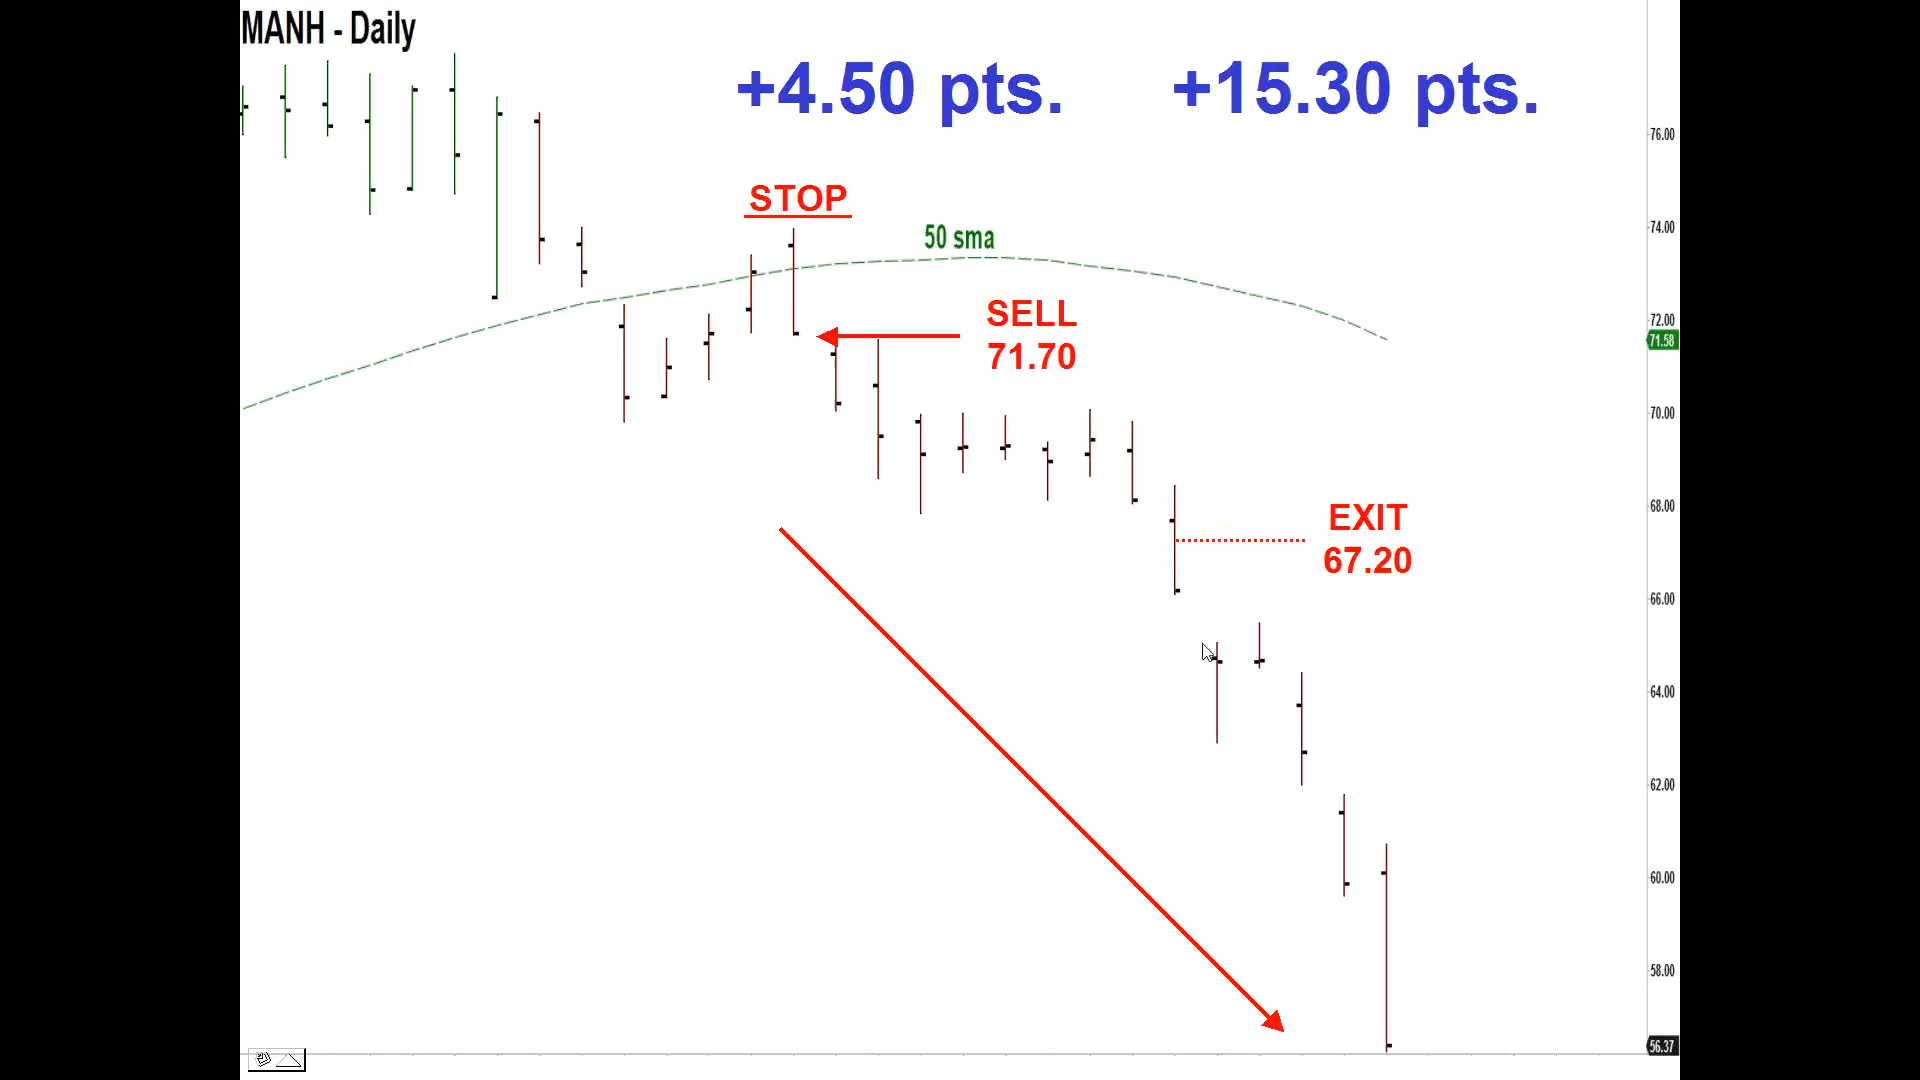 MANH - Daily
+4.50 pts. +15.30 pts.
STOP
50 sma
SELL
71.70
EXIT
67.20
76.00
74.00
72.00
71.58
70.00
68.00
66.00
64.00
62.00
60.00
58.00
56.37